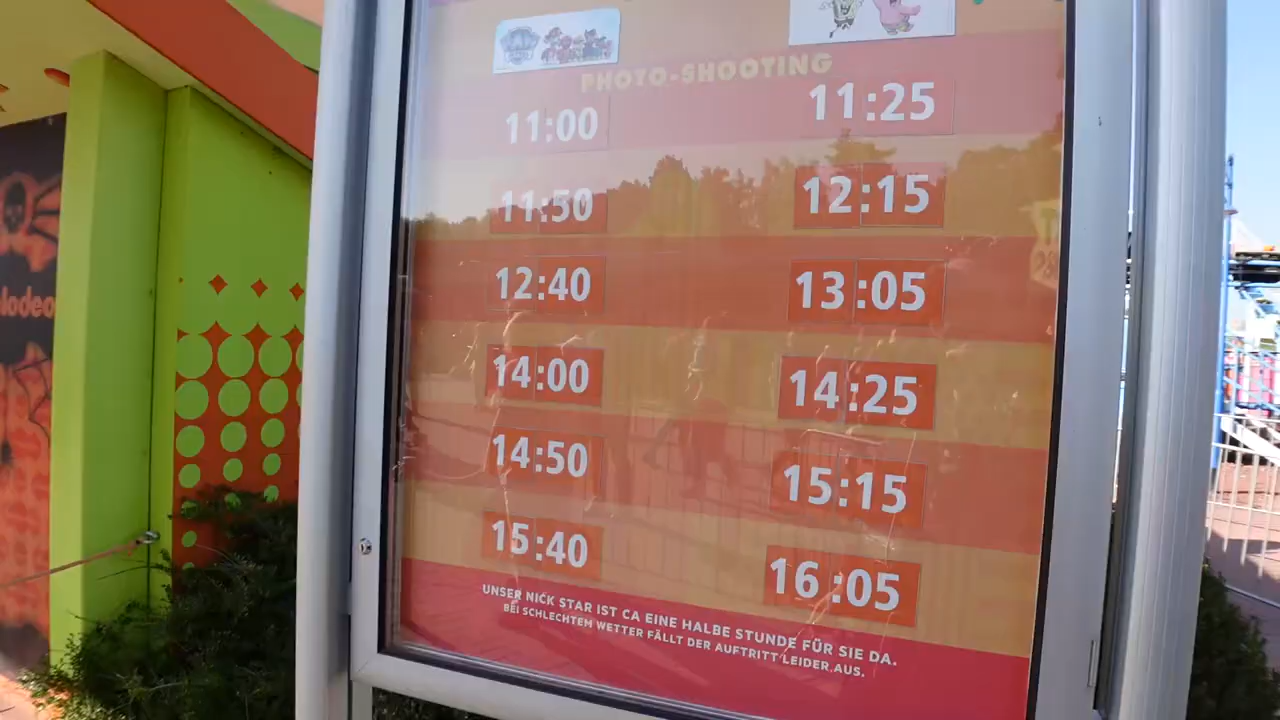 PHOTO-SHOOTING
11:00 11:25
11:50 12:15
12:40 13:05
14:00 14:25
14:50 15:15
15:40 16:05
UNSER NICK STAR IST CA EINE HALBE STUNDE FÜR SIE DA.
BEI SCHLECHTEM WETTER FÄLLT DER AUFTRITT LEIDER AUS.
lodeo